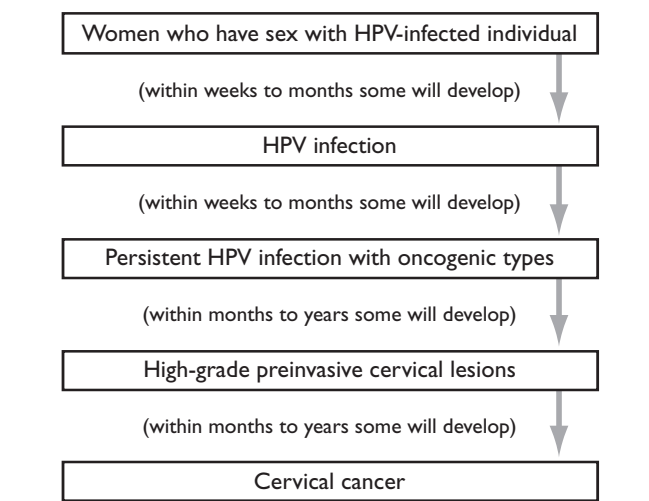 Women who have sex with HPV-infected individual
(within weeks to months some will develop)
HPV infection
(within weeks to months some will develop)
Persistent HPV infection with oncogenic types
(within months to years some will develop)
High-grade preinvasive cervical lesions
(within months to years some will develop)
Cervical cancer